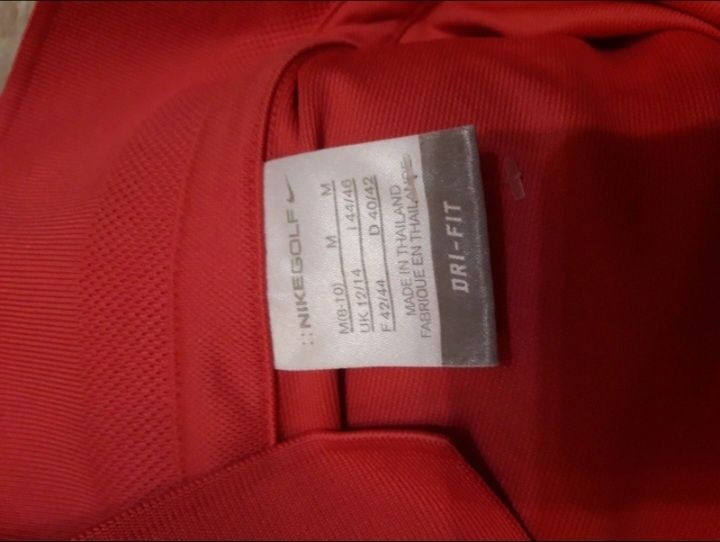 ::NIKEGOLF
M(8-10) M M
UK 12/14 I 44/46
F 42/44 D 40/42
MADE IN THAILAND
FABRIQUE EN THAILANDE
DRI-FIT